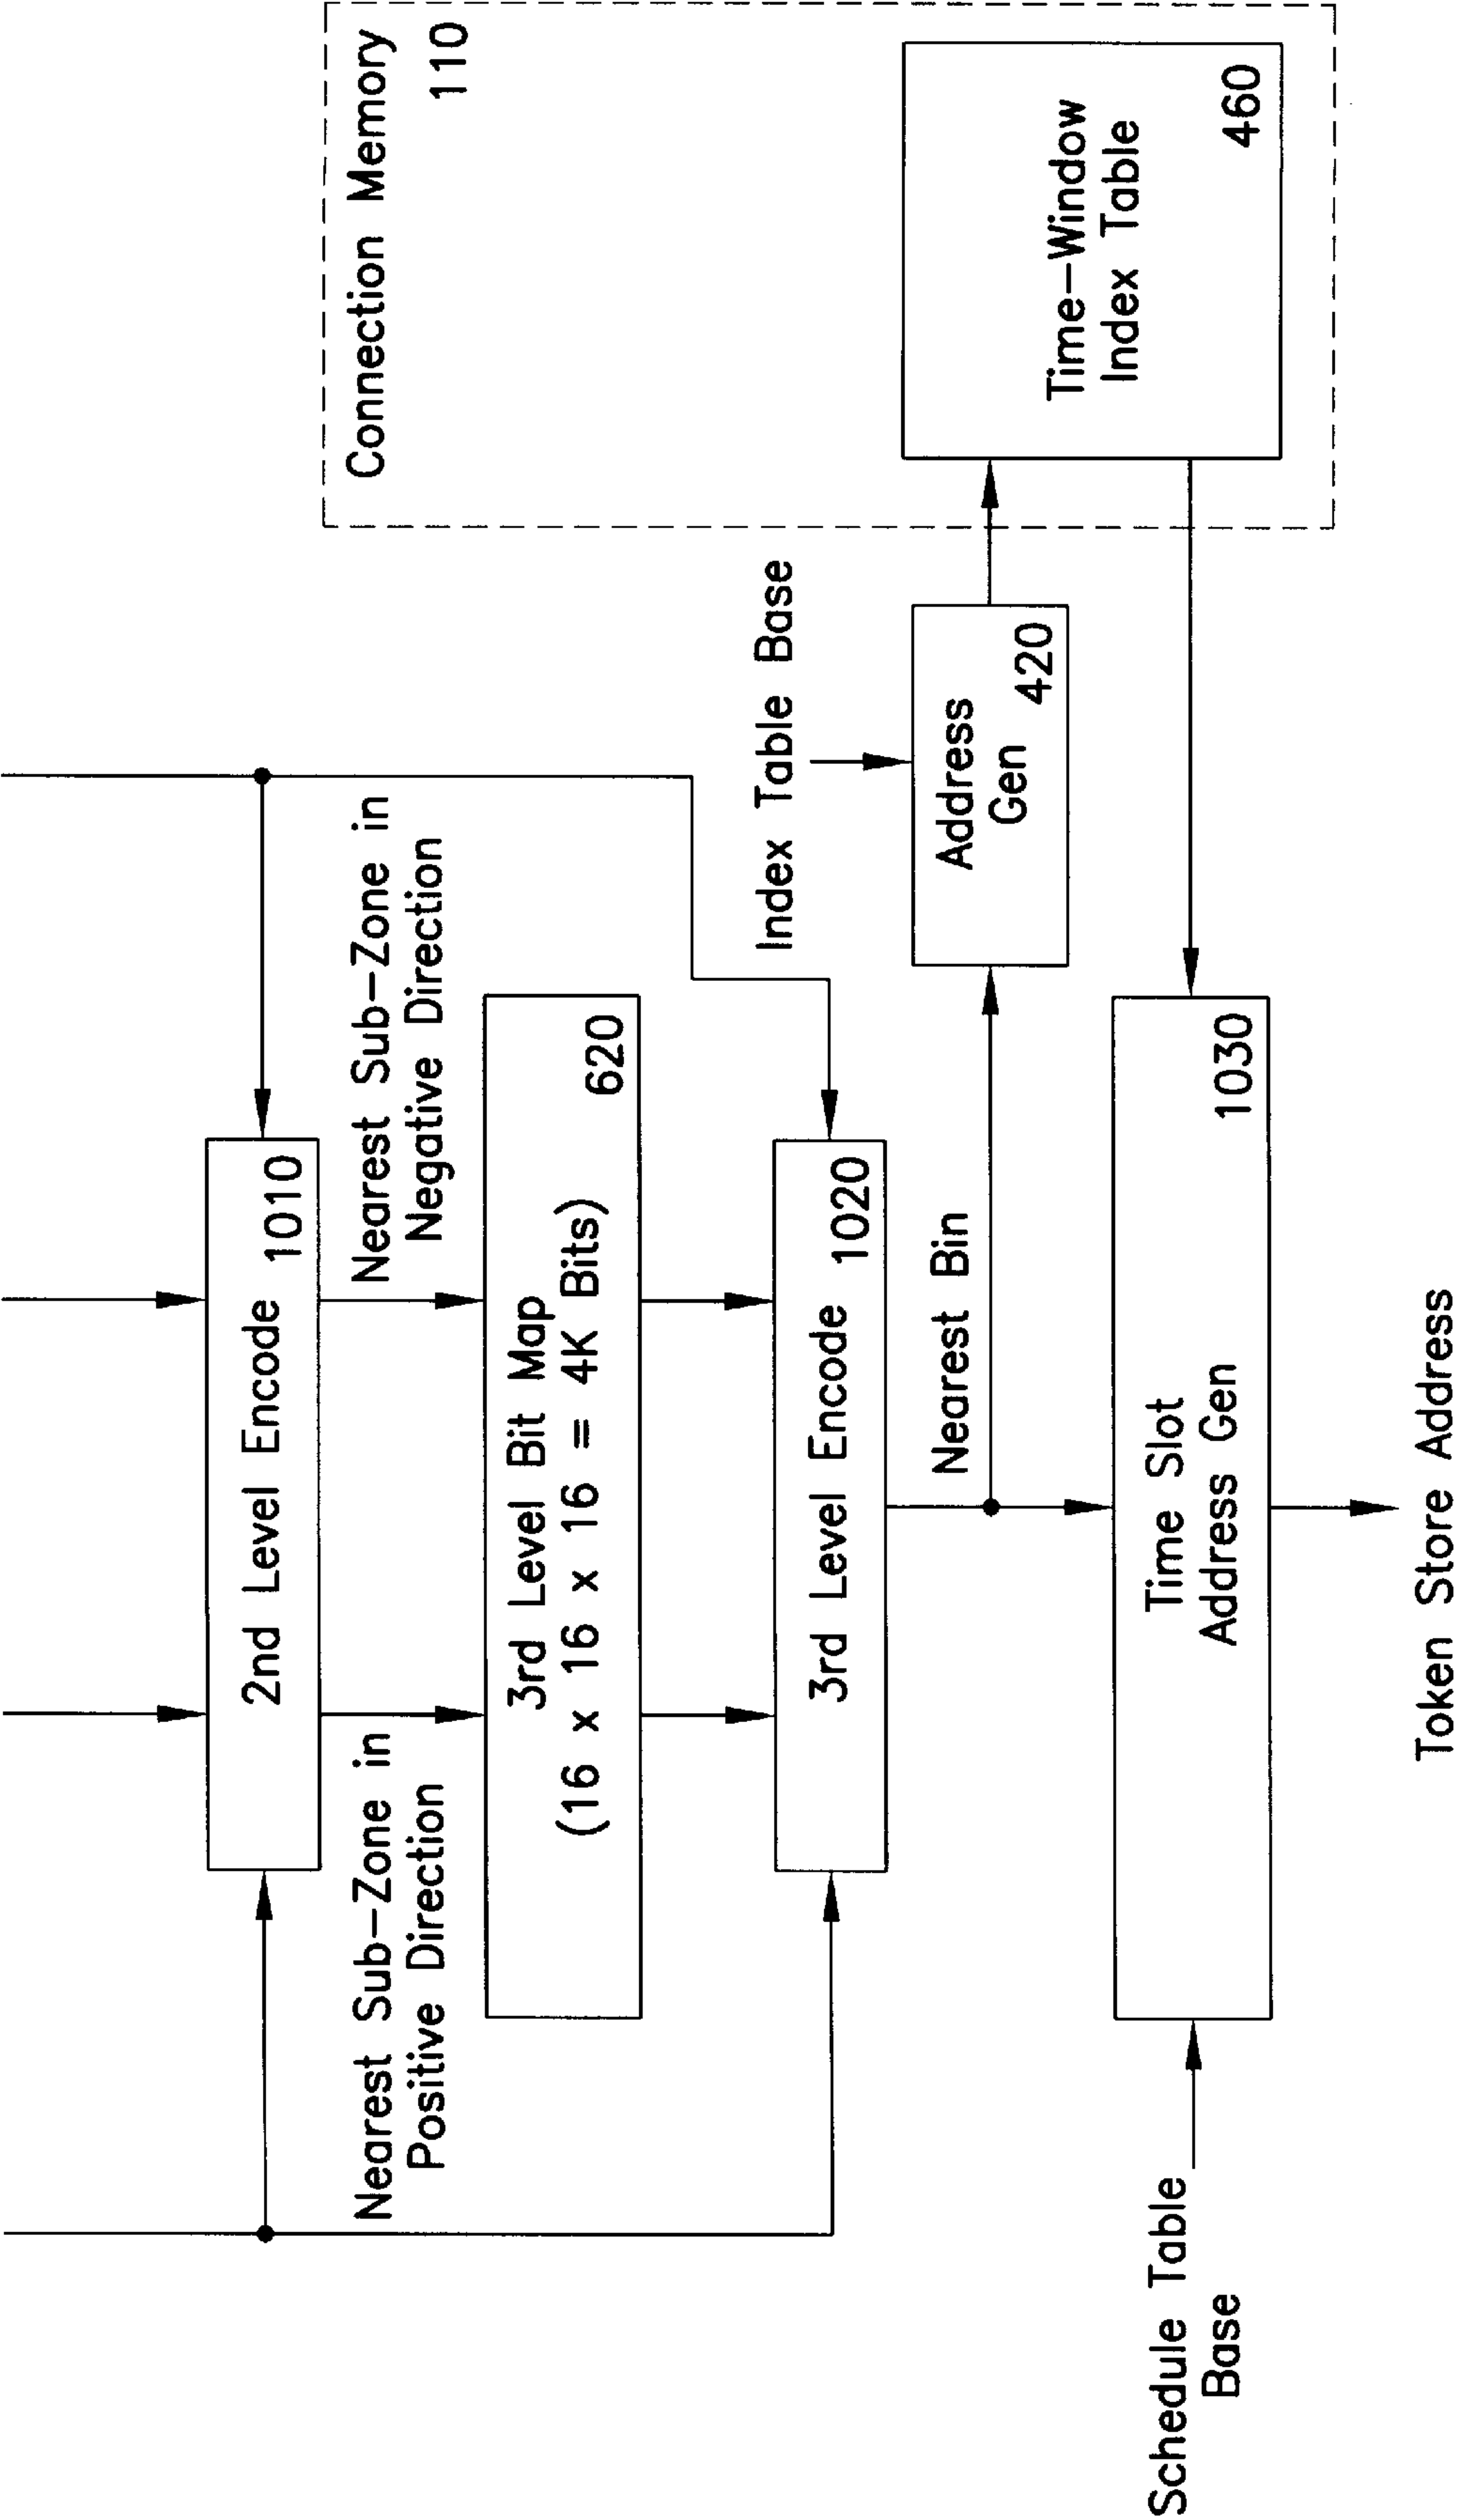 Connection Memory
110
2nd Level Encode
1010
Nearest Sub-Zone in
Positive Direction
Nearest Sub-Zone in
Negative Direction
3rd Level Bit Map
(16 x 16 x 16 = 4K Bits)
620
3rd Level Encode
1020
Index Table Base
Nearest Bin
Address
Gen
420
Time-Window
Index Table
460
Schedule Table
Base
Time Slot
Address Gen
1030
Token Store Address